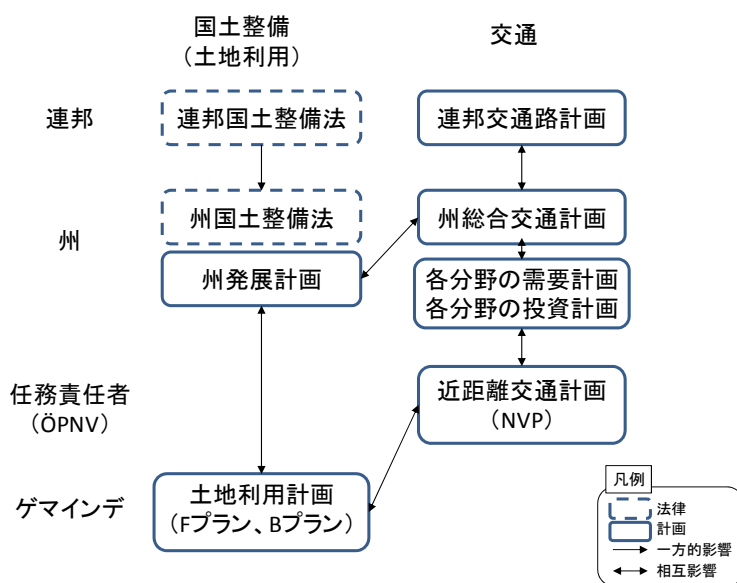 国土整備
（土地利用）
交通
連邦
連邦国土整備法
連邦交通路計画
州
州国土整備法
州総合交通計画
州発展計画
各分野の需要計画
各分野の投資計画
任務責任者
（ÖPNV）
近距離交通計画
（NVP）
ゲマインデ
土地利用計画
（Fプラン、Bプラン）
凡例
法律
計画
一方的影響
相互影響